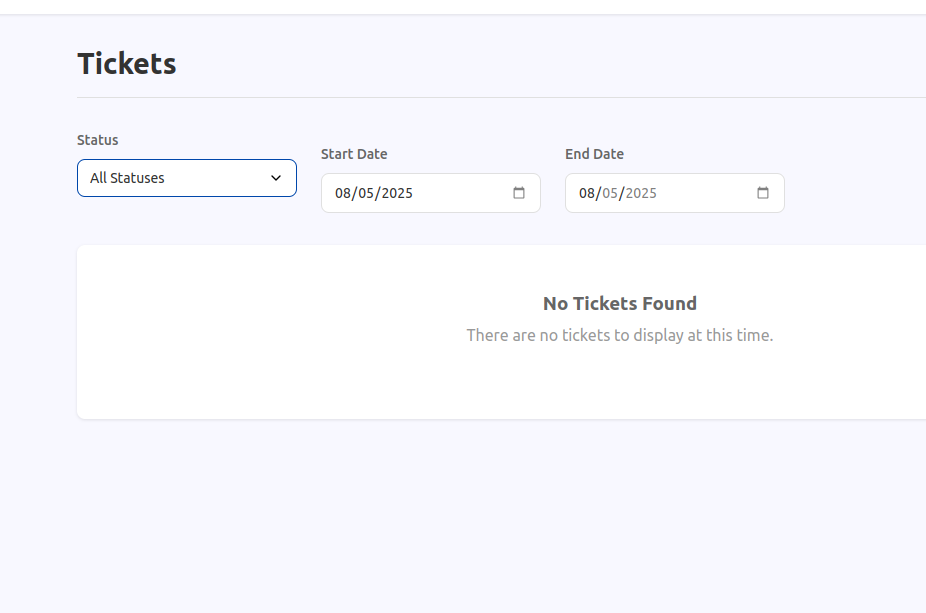 Tickets
Status
All Statuses
Start Date
08/05/2025
End Date
08/05/2025
No Tickets Found
There are no tickets to display at this time.